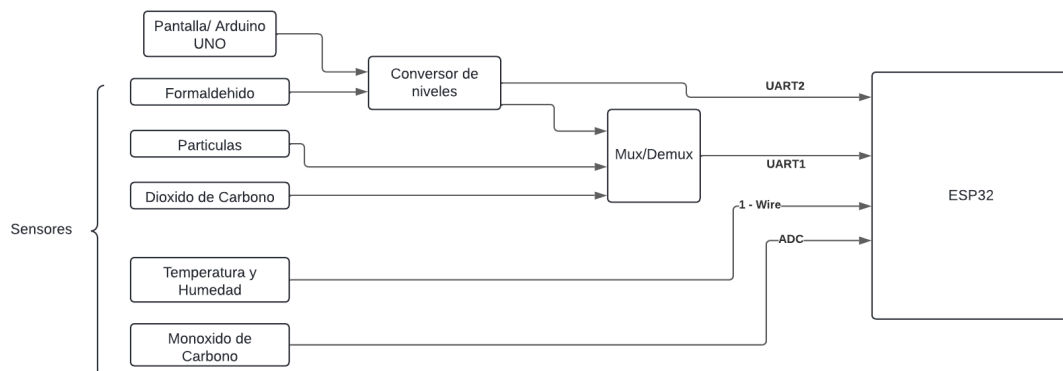 Pantalla/ Arduino
UNO
Conversor de
niveles
Formaldehido
UART2
Particulas
Mux/Demux
UART1
Dioxido de Carbono
ESP32
1 - Wire
Sensores
ADC
Temperatura y
Humedad
Monoxido de
Carbono